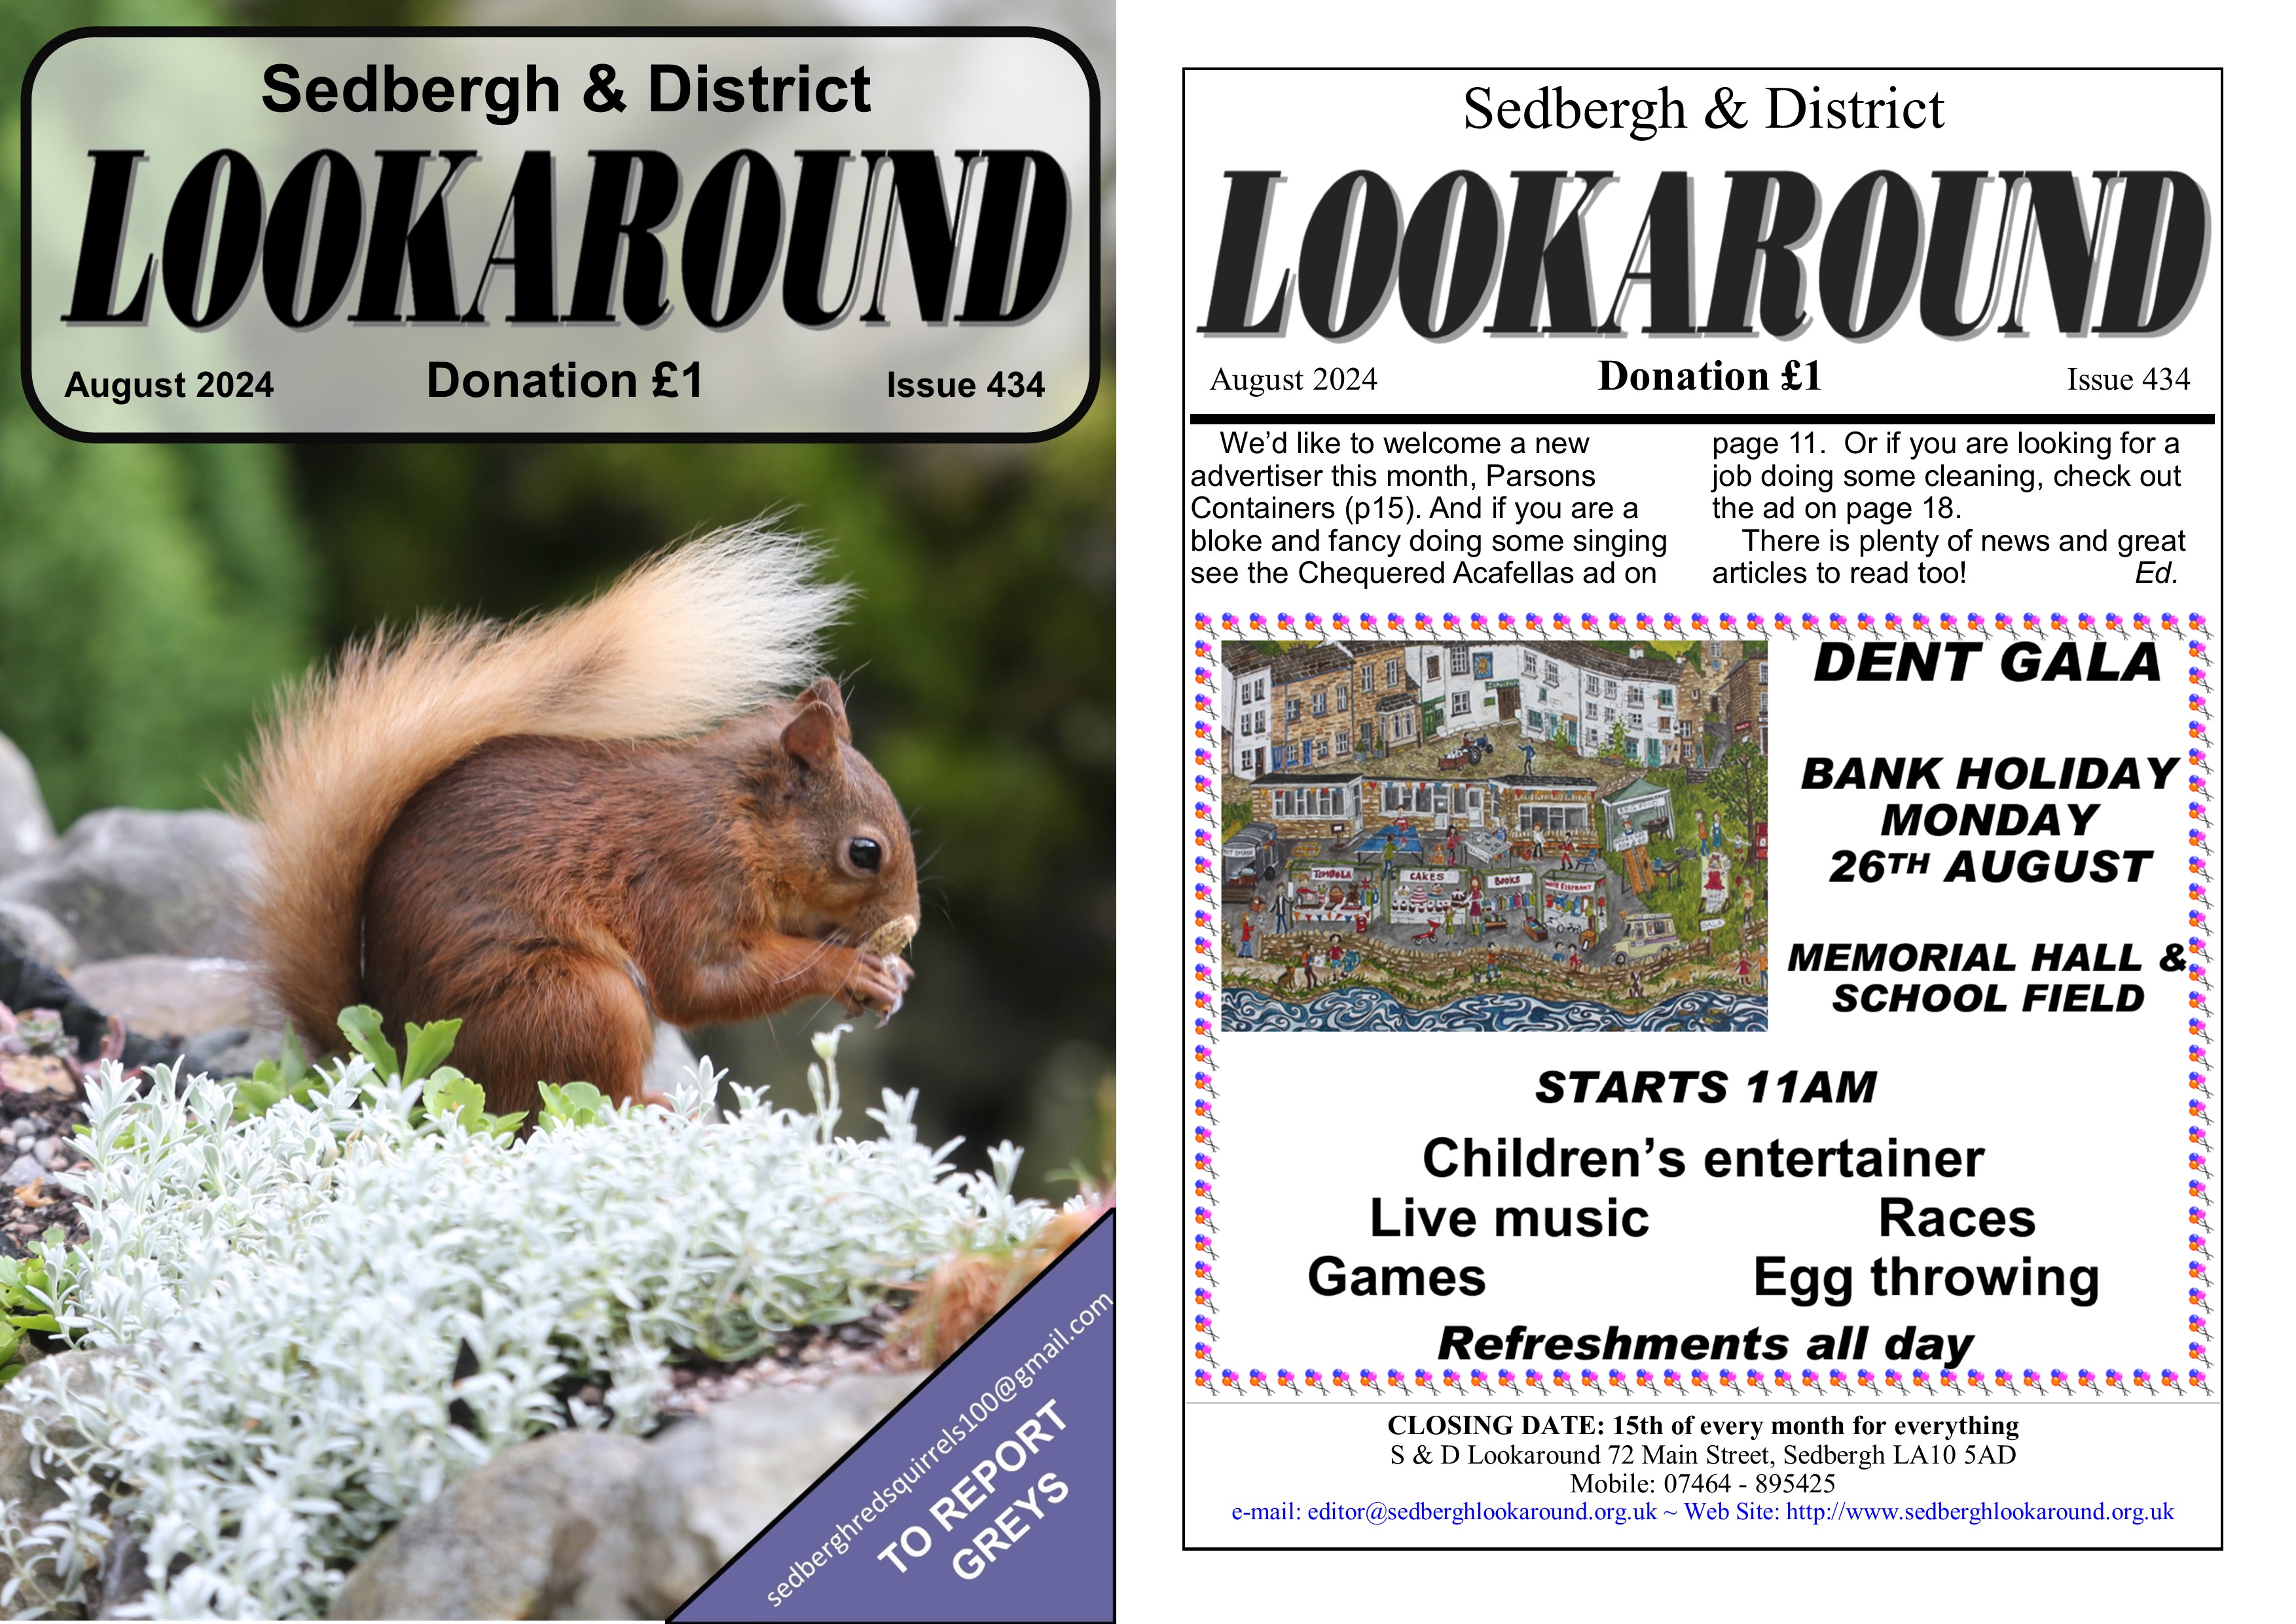 Sedbergh & District
LOOKAROUND
August 2024 Donation £1 Issue 434
sedberghredsquirrels100@gmail.com
TO REPORT
GREYS
Sedbergh & District
LOOKAROUND
August 2024 Donation £1 Issue 434
We’d like to welcome a new
advertiser this month, Parsons
Containers (p15). And if you are a
bloke and fancy doing some singing
see the Chequered Acafellas ad on
page 11. Or if you are looking for a
job doing some cleaning, check out
the ad on page 18.
There is plenty of news and great
articles to read too! Ed.
DENT GALA
BANK HOLIDAY
MONDAY
26TH AUGUST
MEMORIAL HALL &
SCHOOL FIELD
TOMBOLA
CAKES
BOOKS
WHITE ELEPHANT
STARTS 11AM
Children’s entertainer
Live music Races
Games Egg throwing
Refreshments all day
CLOSING DATE: 15th of every month for everything
S & D Lookaround 72 Main Street, Sedbergh LA10 5AD
Mobile: 07464 - 895425
e-mail: editor@sedberghlookaround.org.uk ~ Web Site: http://www.sedberghlookaround.org.uk